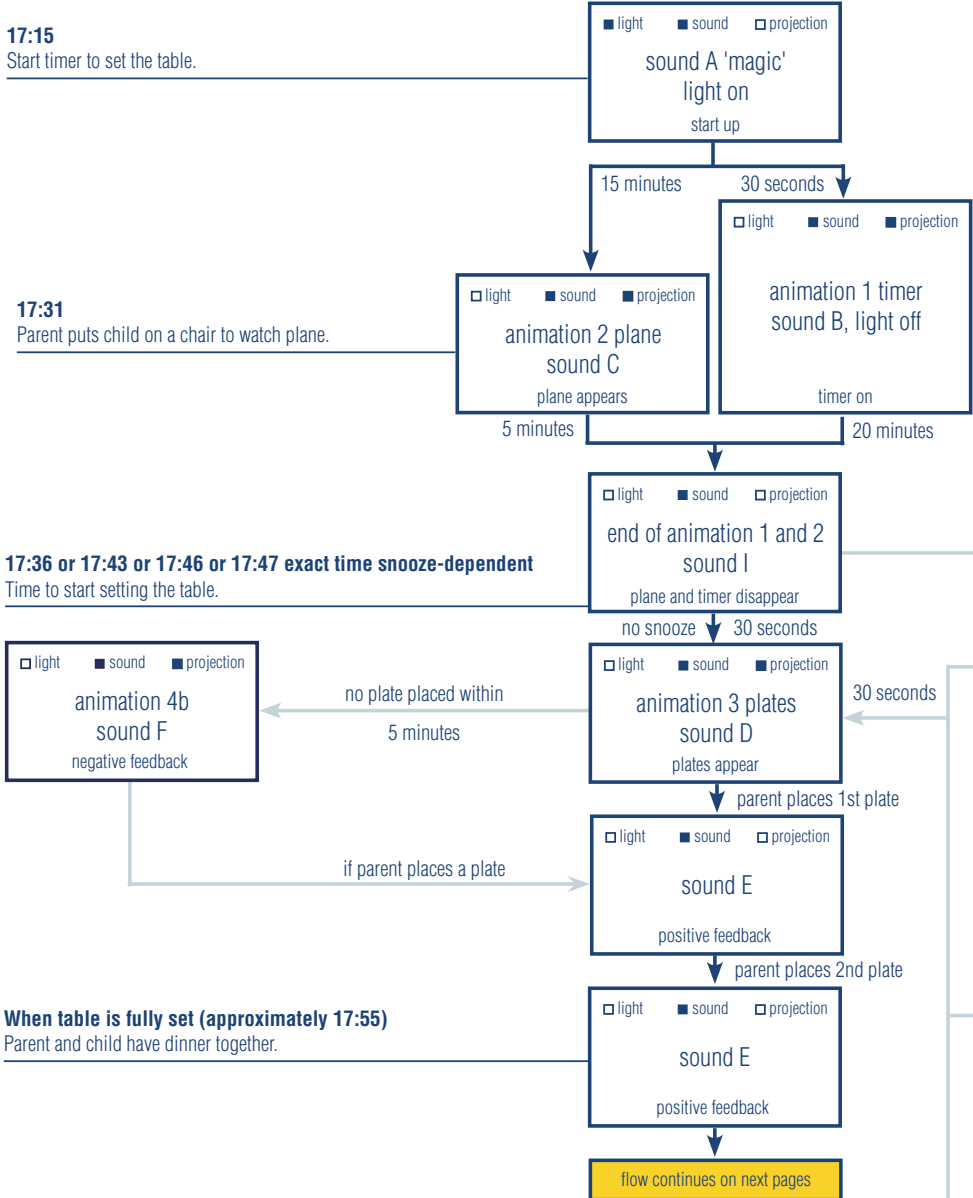 17:15
Start timer to set the table.
light sound projection
sound A 'magic'
light on
start up
15 minutes
30 seconds
light sound projection
animation 1 timer
sound B, light off
timer on
17:31
Parent puts child on a chair to watch plane.
light sound projection
animation 2 plane
sound C
plane appears
5 minutes
20 minutes
light sound projection
end of animation 1 and 2
sound I
plane and timer disappear
17:36 or 17:43 or 17:46 or 17:47 exact time snooze-dependent
Time to start setting the table.
no snooze 30 seconds
light sound projection
animation 3 plates
sound D
plates appear
30 seconds
no plate placed within
5 minutes
light sound projection
animation 4b
sound F
negative feedback
parent places 1st plate
if parent places a plate
light sound projection
sound E
positive feedback
parent places 2nd plate
When table is fully set (approximately 17:55)
Parent and child have dinner together.
light sound projection
sound E
positive feedback
flow continues on next pages